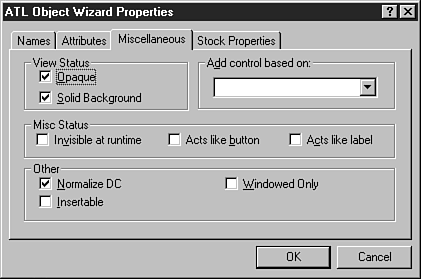 ATL Object Wizard Properties
Names Attributes Miscellaneous Stock Properties
View Status
Opaque
Solid Background
Add control based on:
Misc Status
Invisible at runtime Acts like button Acts like label
Other
Normalize DC Windowed Only
Insertable
OK Cancel